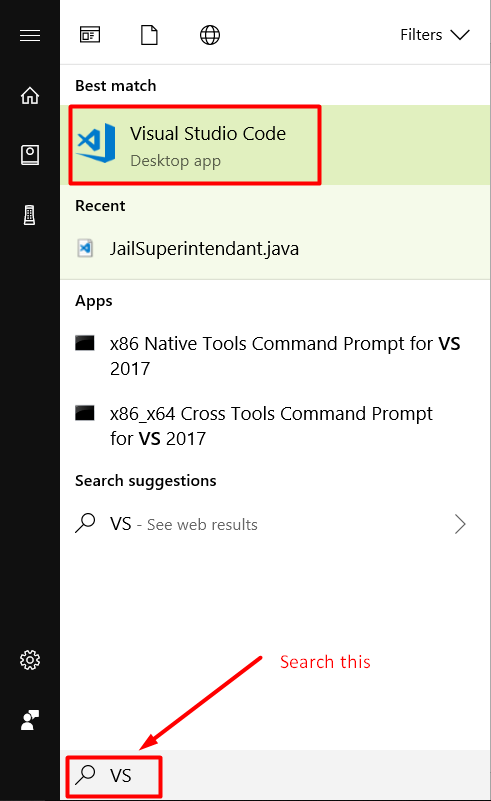 Filters
Best match
Visual Studio Code
Desktop app
Recent
JailSuperintendant.java
Apps
x86 Native Tools Command Prompt for VS
2017
x86_x64 Cross Tools Command Prompt
for VS 2017
Search suggestions
VS - See web results
Search this
VS